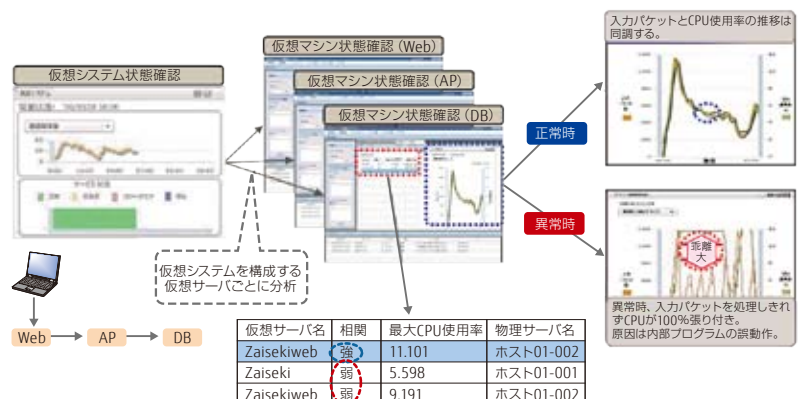 仮想システム状態確認
仮想マシン状態確認（Web）
仮想マシン状態確認（AP）
仮想マシン状態確認（DB）
正常時
異常時
入力パケットとCPU使用率の推移は
同調する。
乖離
大
異常時、入力パケットを処理しきれ
ずCPUが100%張り付き。
原因は内部プログラムの誤動作。
仮想システムを構成する
仮想サーバごとに分析
Web
AP
DB
仮想サーバ名 相関 最大CPU使用率 物理サーバ名
Zaisekiweb 強 11.101 ホスト01-002
Zaiseki 弱 5.598 ホスト01-001
Zaisekiweb 弱 9.191 ホスト01-002